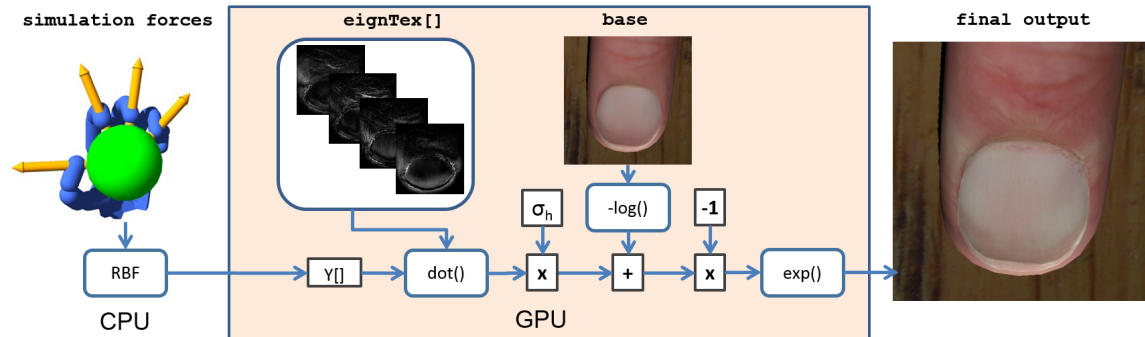 simulation forces
eignTex[]
base
final output
σh
-log()
-1
RBF
Y[]
dot()
x
+
x
exp()
CPU
GPU